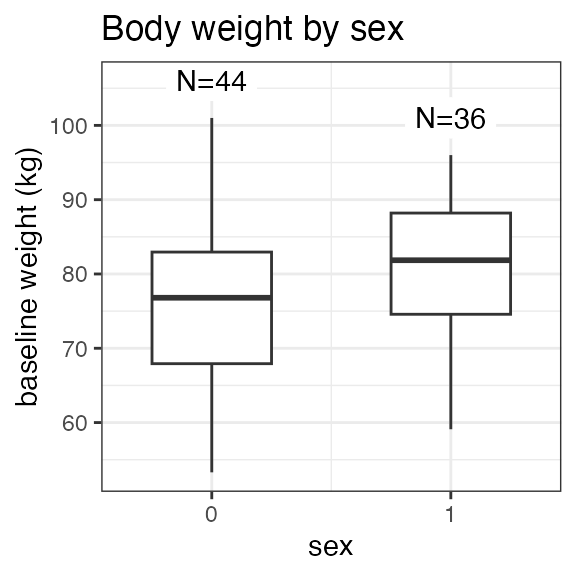 Body weight by sex
N=44
N=36
100
90
80
70
60
baseline weight (kg)
0
1
sex